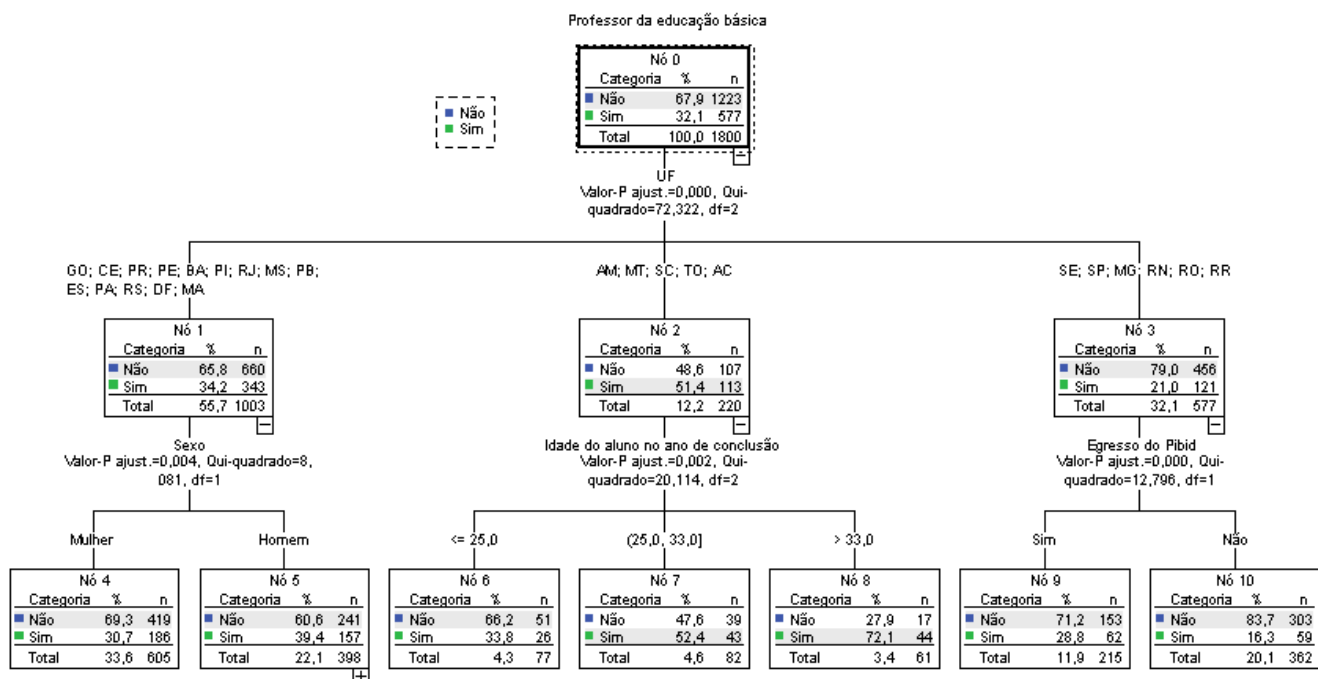 Professor da educação básica
Não
Sim
Nó 0
Categoria % n
Não 67,9 1223
Sim 32,1 577
Total 100,0 1800
UF
Valor-P ajust.=0,000, Qui-
quadrado=72,322, df=2
GO; CE; PR; PE; BA; PI; RJ; MS; PB;
ES; PA; RS; DF; MA
AM; MT; SC; TO; AC
SE; SP; MG; RN; RO; RR
Nó 1
Categoria % n
Não 65,8 660
Sim 34,2 343
Total 55,7 1003
Nó 2
Categoria % n
Não 48,6 107
Sim 51,4 113
Total 12,2 220
Nó 3
Categoria % n
Não 79,0 456
Sim 21,0 121
Total 32,1 577
Sexo
Valor-P ajust.=0,004, Qui-quadrado=8,
081, df=1
Idade do aluno no ano de conclusão
Valor-P ajust.=0,002, Qui-
quadrado=20,114, df=2
Egresso do Pibid
Valor-P ajust.=0,000, Qui-
quadrado=12,796, df=1
Mulher
Homem
<= 25,0
(25,0, 33,0]
> 33,0
Sim
Não
Nó 4
Categoria % n
Não 69,3 419
Sim 30,7 186
Total 33,6 605
Nó 5
Categoria % n
Não 60,6 241
Sim 39,4 157
Total 22,1 398
Nó 6
Categoria % n
Não 66,2 51
Sim 33,8 26
Total 4,3 77
Nó 7
Categoria % n
Não 47,6 39
Sim 52,4 43
Total 4,6 82
Nó 8
Categoria % n
Não 27,9 17
Sim 72,1 44
Total 3,4 61
Nó 9
Categoria % n
Não 71,2 153
Sim 28,8 62
Total 11,9 215
Nó 10
Categoria % n
Não 83,7 303
Sim 16,3 59
Total 20,1 362